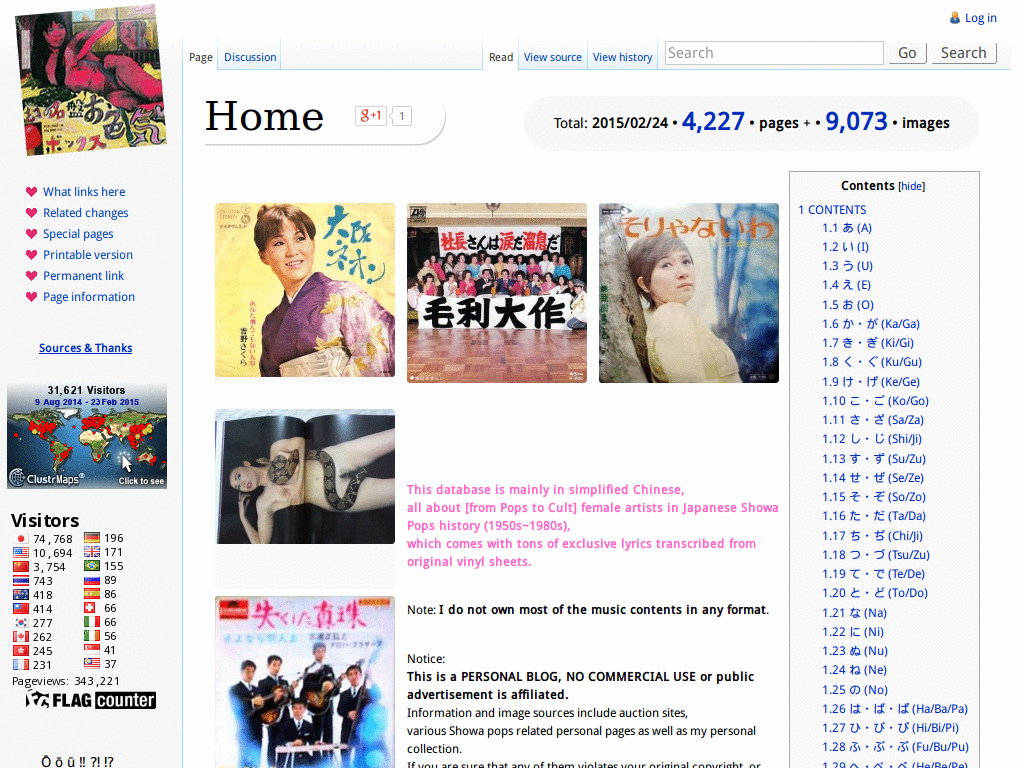 Log in
Page
Discussion
Read
View source
View history
Search
Go
Search
Home
g+1
1
Total: 2015/02/24 • 4,227 • pages + • 9,073 • images
What links here
Related changes
Special pages
Printable version
Permanent link
Page information
Sources & Thanks
31,621 Visitors
9 Aug 2014 - 23 Feb 2015
ClustrMaps®
Click to see
Visitors
74,768 196
10,694 171
3,754 155
743 89
418 86
414 66
277 66
262 56
245 41
231 37
Pageviews: 343,221
FLAG counter
Ō ō ū ‼ ?! !?
大阪
ネオン
吉野さくら
社長さんは涙だ溜息だ
毛利大作
そりゃないわ
失くした真珠
お色気
ボックス
This database is mainly in simplified Chinese,
all about [from Pops to Cult] female artists in Japanese Showa
Pops history (1950s~1980s),
which comes with tons of exclusive lyrics transcribed from
original vinyl sheets.
Note: I do not own most of the music contents in any format.
Notice:
This is a PERSONAL BLOG, NO COMMERCIAL USE or public
advertisement is affiliated.
Information and image sources include auction sites,
various Showa pops related personal pages as well as my personal
collection.
If you are sure that any of them violates your original copyright, or
Contents [hide]
1 CONTENTS
1.1 あ (A)
1.2 い (I)
1.3 う (U)
1.4 え (E)
1.5 お (O)
1.6 か・が (Ka/Ga)
1.7 き・ぎ (Ki/Gi)
1.8 く・ぐ (Ku/Gu)
1.9 け・げ (Ke/Ge)
1.10 こ・ご (Ko/Go)
1.11 さ・ざ (Sa/Za)
1.12 し・じ (Shi/Ji)
1.13 す・ず (Su/Zu)
1.14 せ・ぜ (Se/Ze)
1.15 そ・ぞ (So/Zo)
1.16 た・だ (Ta/Da)
1.17 ち・ぢ (Chi/Ji)
1.18 つ・づ (Tsu/Zu)
1.19 て・で (Te/De)
1.20 と・ど (To/Do)
1.21 な (Na)
1.22 に (Ni)
1.23 ぬ (Nu)
1.24 ね (Ne)
1.25 の (No)
1.26 は・ば・ぱ (Ha/Ba/Pa)
1.27 ひ・び・ぴ (Hi/Bi/Pi)
1.28 ふ・ぶ・ぷ (Fu/Bu/Pu)
1.29 へ・べ・ぺ (He/Be/Pe)